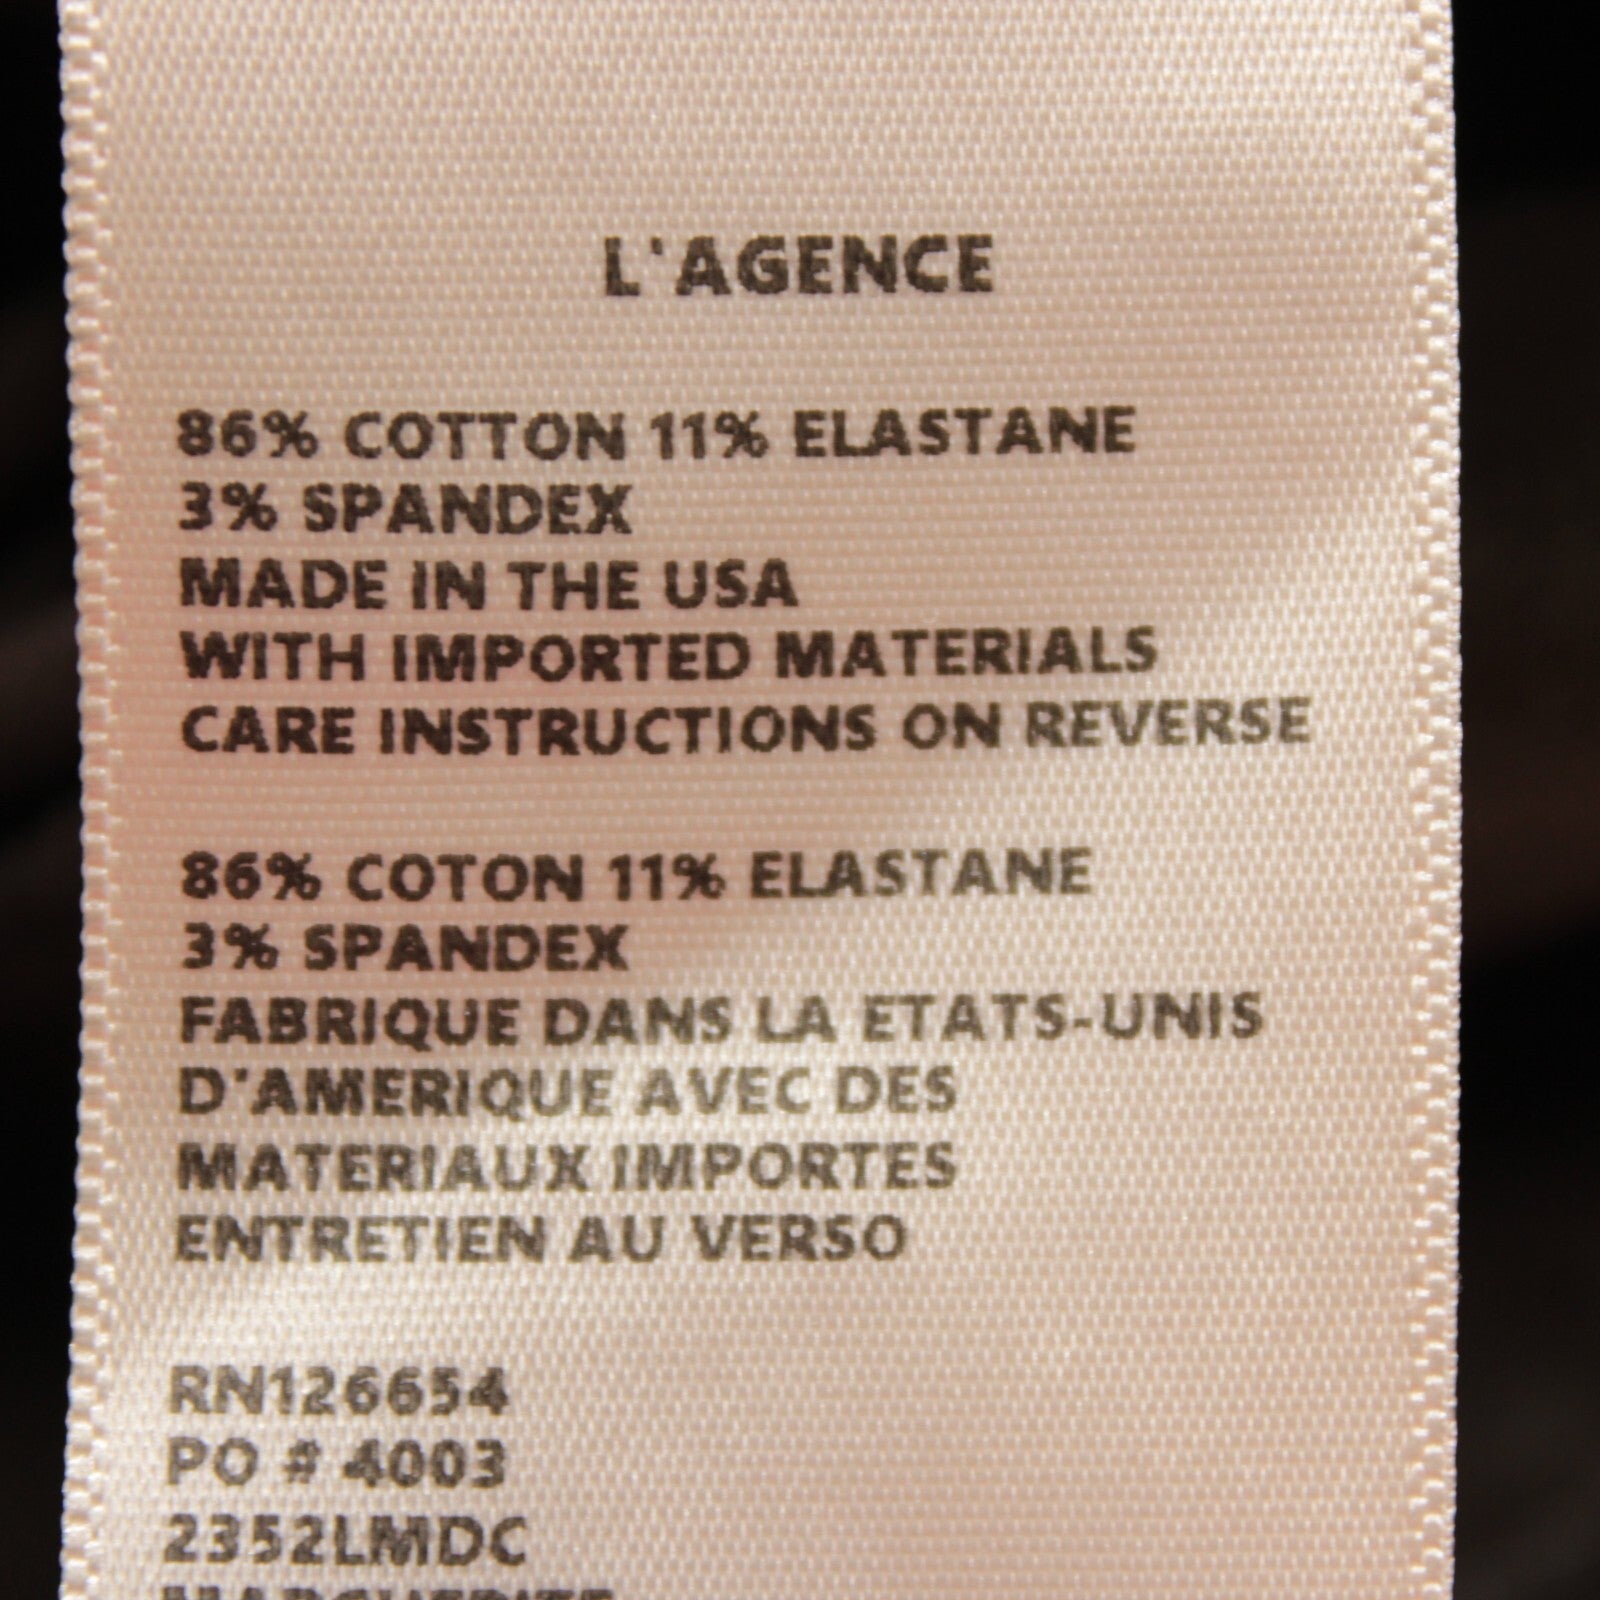 L'AGENCE
86% COTTON 11% ELASTANE
3% SPANDEX
MADE IN THE USA
WITH IMPORTED MATERIALS
CARE INSTRUCTIONS ON REVERSE
86% COTON 11% ELASTANE
3% SPANDEX
FABRIQUE DANS LA ETATS-UNIS
D'AMERIQUE AVEC DES
MATERIAUX IMPORTES
ENTRETIEN AU VERSO
RN126654
PO # 4003
2352LMDC
MARGUERITE